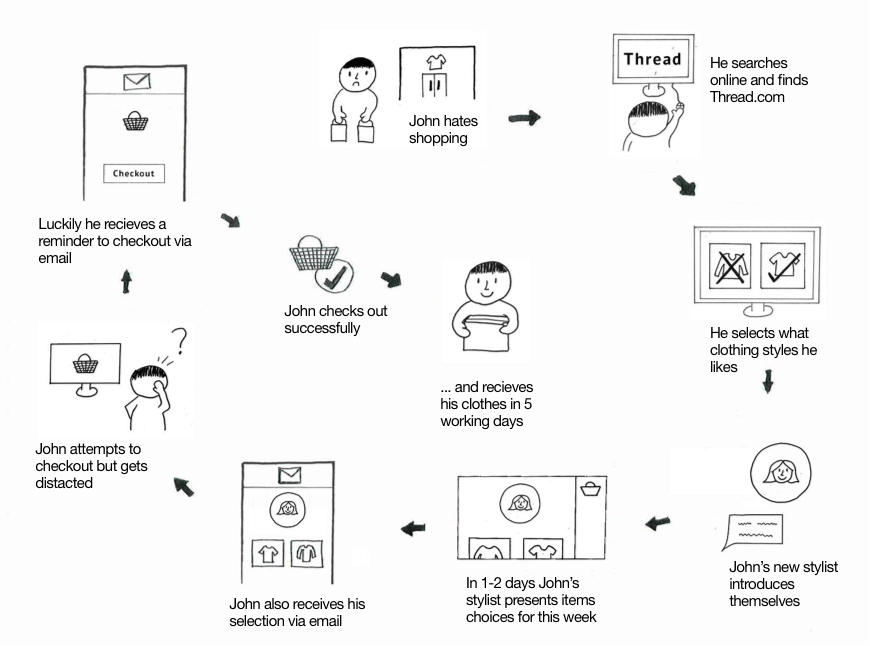 John hates
shopping
Thread
He searches
online and finds
Thread.com
He selects what
clothing styles he
likes
John's new stylist
introduces
themselves
In 1-2 days John's
stylist presents items
choices for this week
John also receives his
selection via email
John attempts to
checkout but gets
distacted
?
Checkout
Luckily he recieves a
reminder to checkout via
email
John checks out
successfully
... and recieves
his clothes in 5
working days